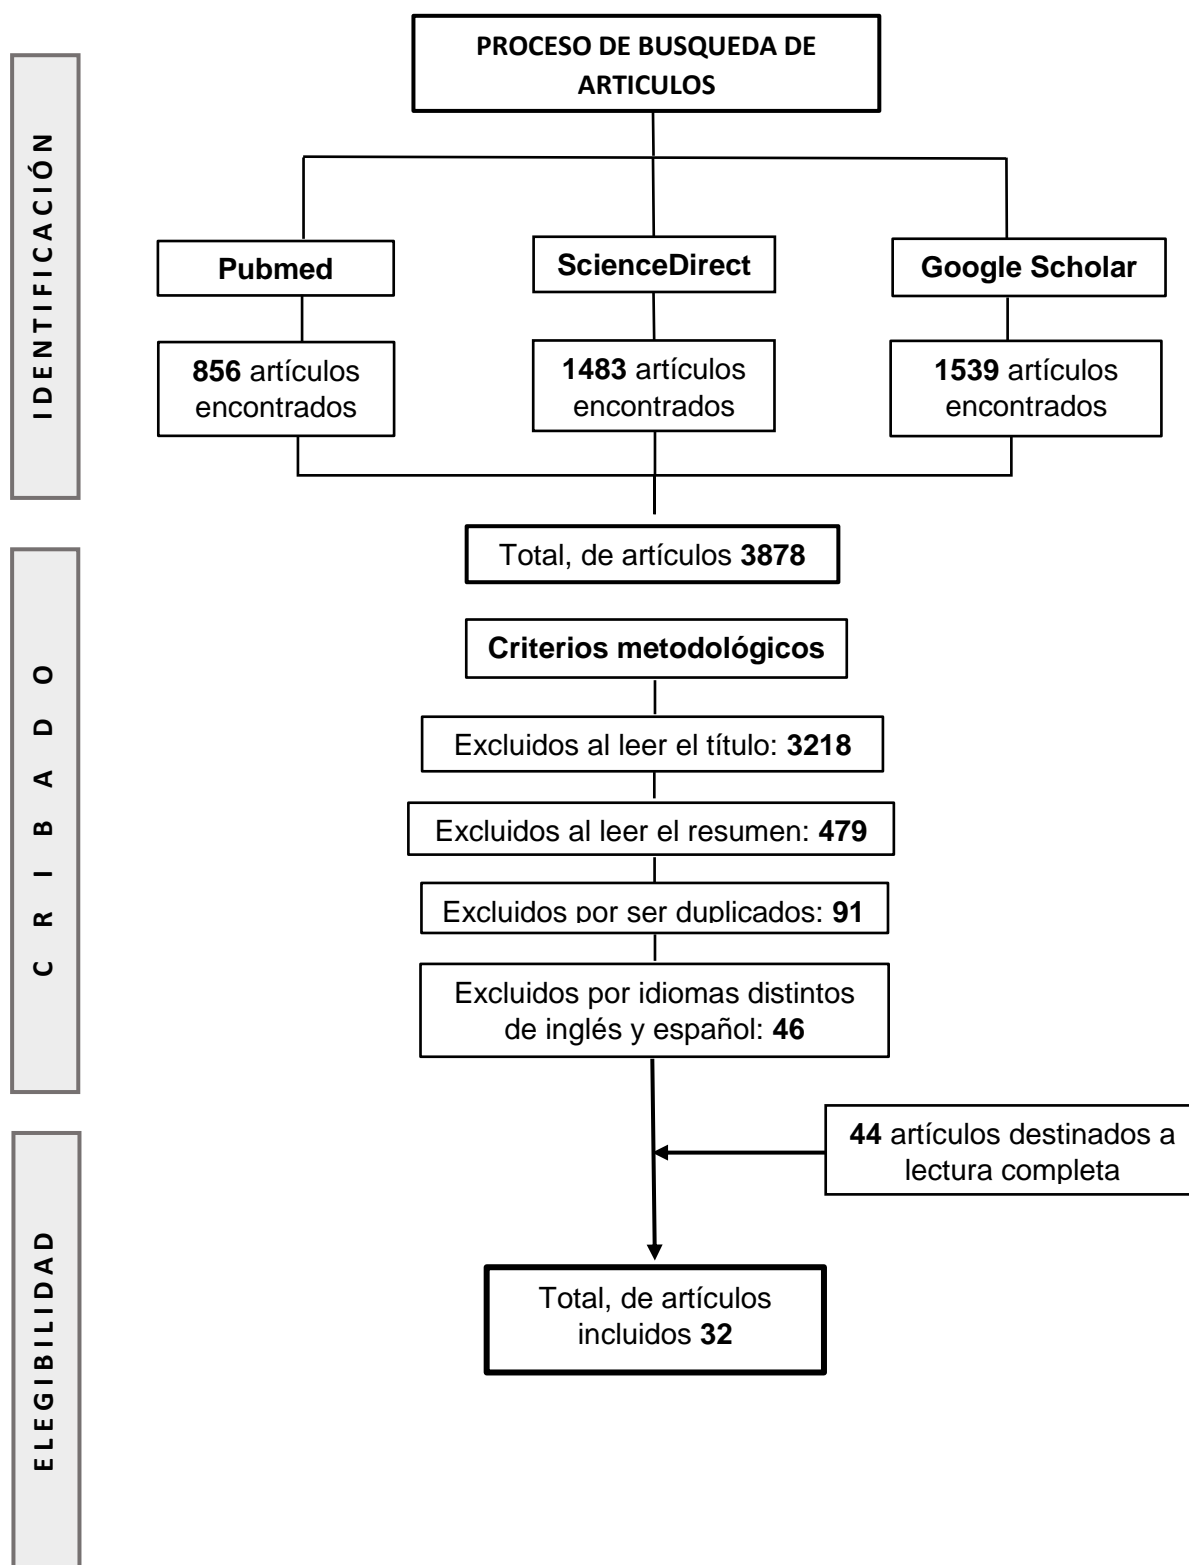 PROCESO DE BUSQUEDA DE
ARTICULOS
IDENTIFICACIÓN
Pubmed
ScienceDirect
Google Scholar
856 artículos
encontrados
1483 artículos
encontrados
1539 artículos
encontrados
Total, de artículos 3878
CRIBADO
Criterios metodológicos
Excluidos al leer el título: 3218
Excluidos al leer el resumen: 479
Excluidos por ser duplicados: 91
Excluidos por idiomas distintos
de inglés y español: 46
44 artículos destinados a
lectura completa
ELEGIBILIDAD
Total, de artículos
incluidos 32